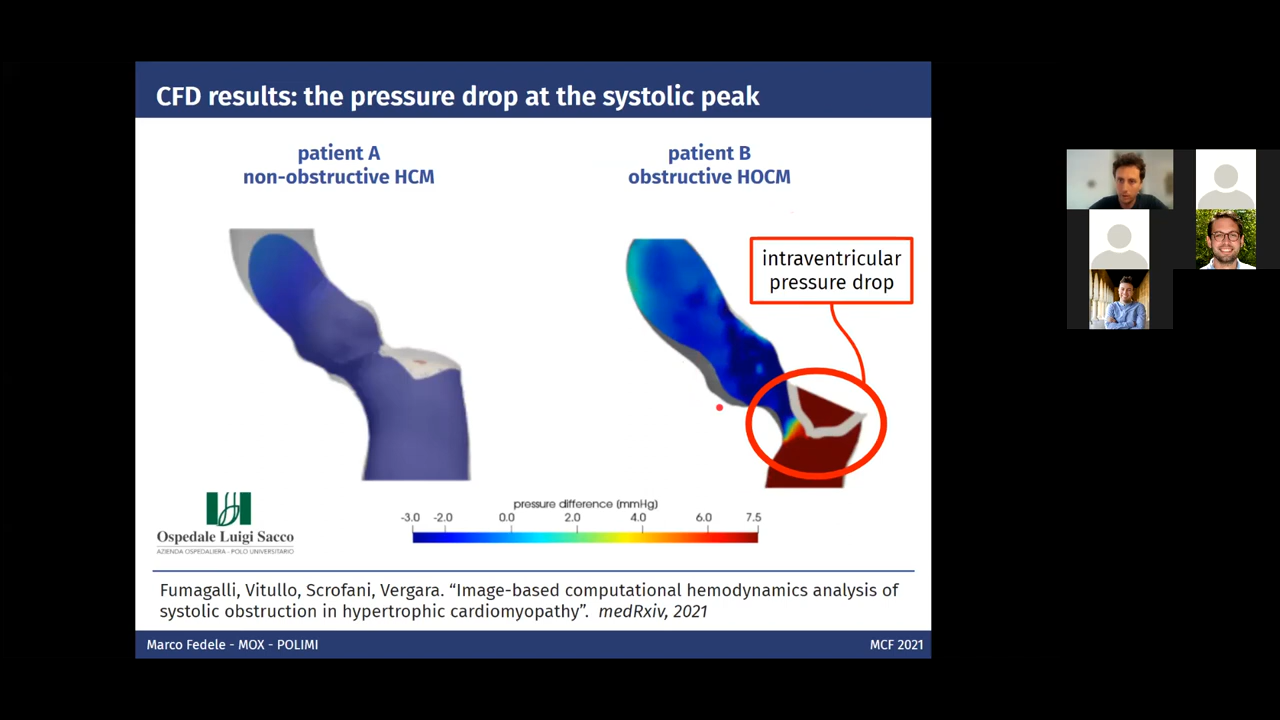 CFD results: the pressure drop at the systolic peak
patient A
non-obstructive HCM
patient B
obstructive HOCM
intraventricular
pressure drop
pressure difference (mmHg)
-3.0 -2.0 0.0 2.0 4.0 6.0 7.5
Ospedale Luigi Sacco
AZIENDA OSPEDALIERA - POLO UNIVERSITARIO
Fumagalli, Vitullo, Scrofani, Vergara. “Image-based computational hemodynamics analysis of
systolic obstruction in hypertrophic cardiomyopathy”. medRxiv, 2021
Marco Fedele - MOX - POLIMI
MCF 2021